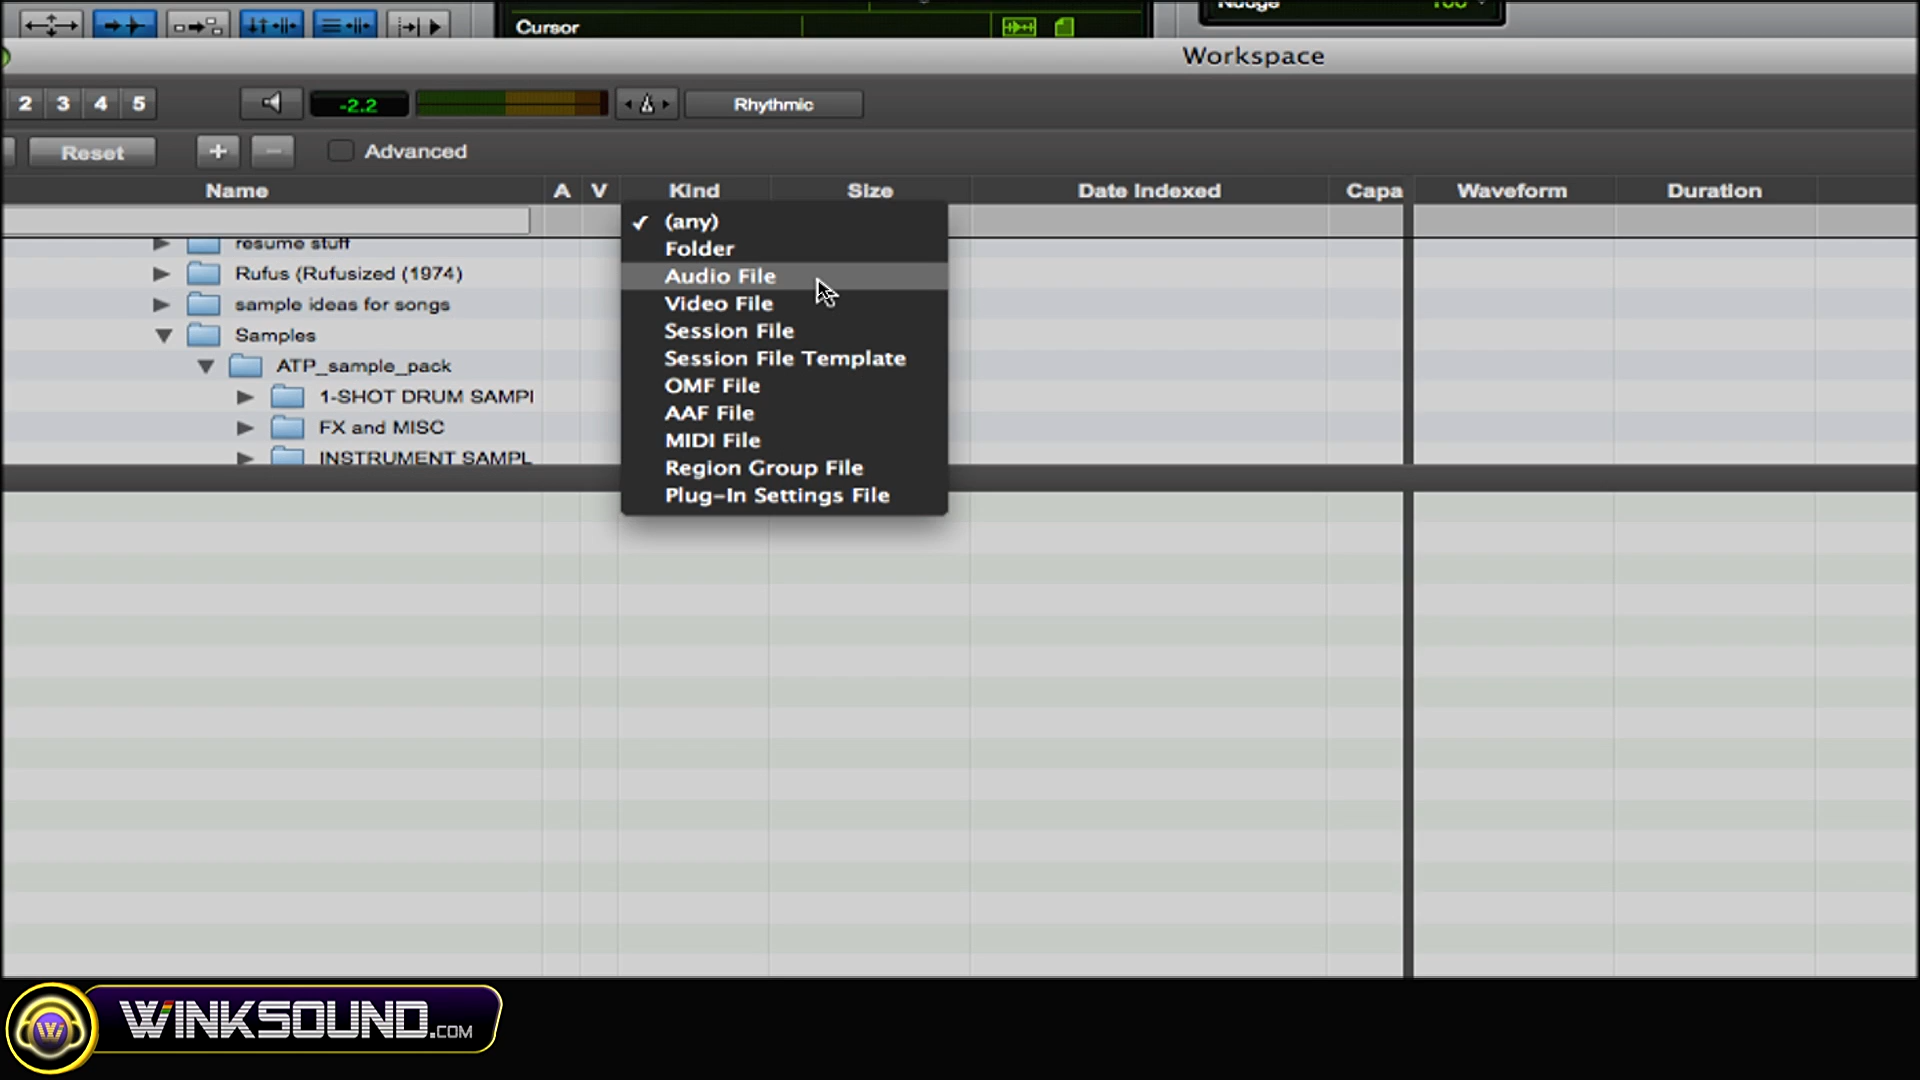 Cursor
Nudge
Workspace
2 3 4 5
-2.2
Rhythmic
Reset
+
−
Advanced
Name A V Kind Size Date Indexed Capa Waveform Duration
resume stuff
Rufus (Rufusized (1974)
sample ideas for songs
Samples
ATP_sample_pack
1-SHOT DRUM SAMPI
FX and MISC
INSTRUMENT SAMPL
✓ (any)
Folder
Audio File
Video File
Session File
Session File Template
OMF File
AAF File
MIDI File
Region Group File
Plug-In Settings File
W
WINKSOUND.COM